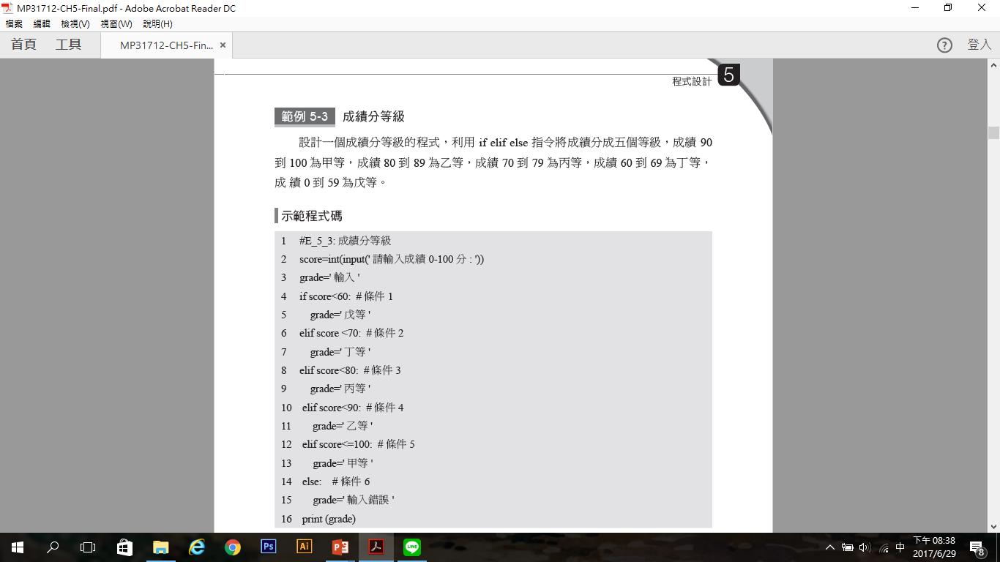 MP31712-CH5-Final.pdf - Adobe Acrobat Reader DC
檔案 編輯 檢視(V) 視窗(W) 說明(H)
首頁 工具 MP31712-CH5-Fin... × ? 登入
程式設計 5
範例 5-3 成績分等級
設計一個成績分等級的程式，利用 if elif else 指令將成績分成五個等級，成績 90
到 100 為甲等，成績 80 到 89 為乙等，成績 70 到 79 為丙等，成績 60 到 69 為丁等，
成 績 0 到 59 為戊等。
示範程式碼
1 #E_5_3: 成績分等級
2 score=int(input(' 請輸入成績 0-100 分 : '))
3 grade=' 輸入 '
4 if score<60: # 條件 1
5 grade=' 戊等 '
6 elif score <70: # 條件 2
7 grade=' 丁等 '
8 elif score<80: # 條件 3
9 grade=' 丙等 '
10 elif score<90: # 條件 4
11 grade=' 乙等 '
12 elif score<=100: # 條件 5
13 grade=' 甲等 '
14 else: # 條件 6
15 grade=' 輸入錯誤 '
16 print (grade)
Ps Ai P LINE 中 下午 08:38
2017/6/29 8